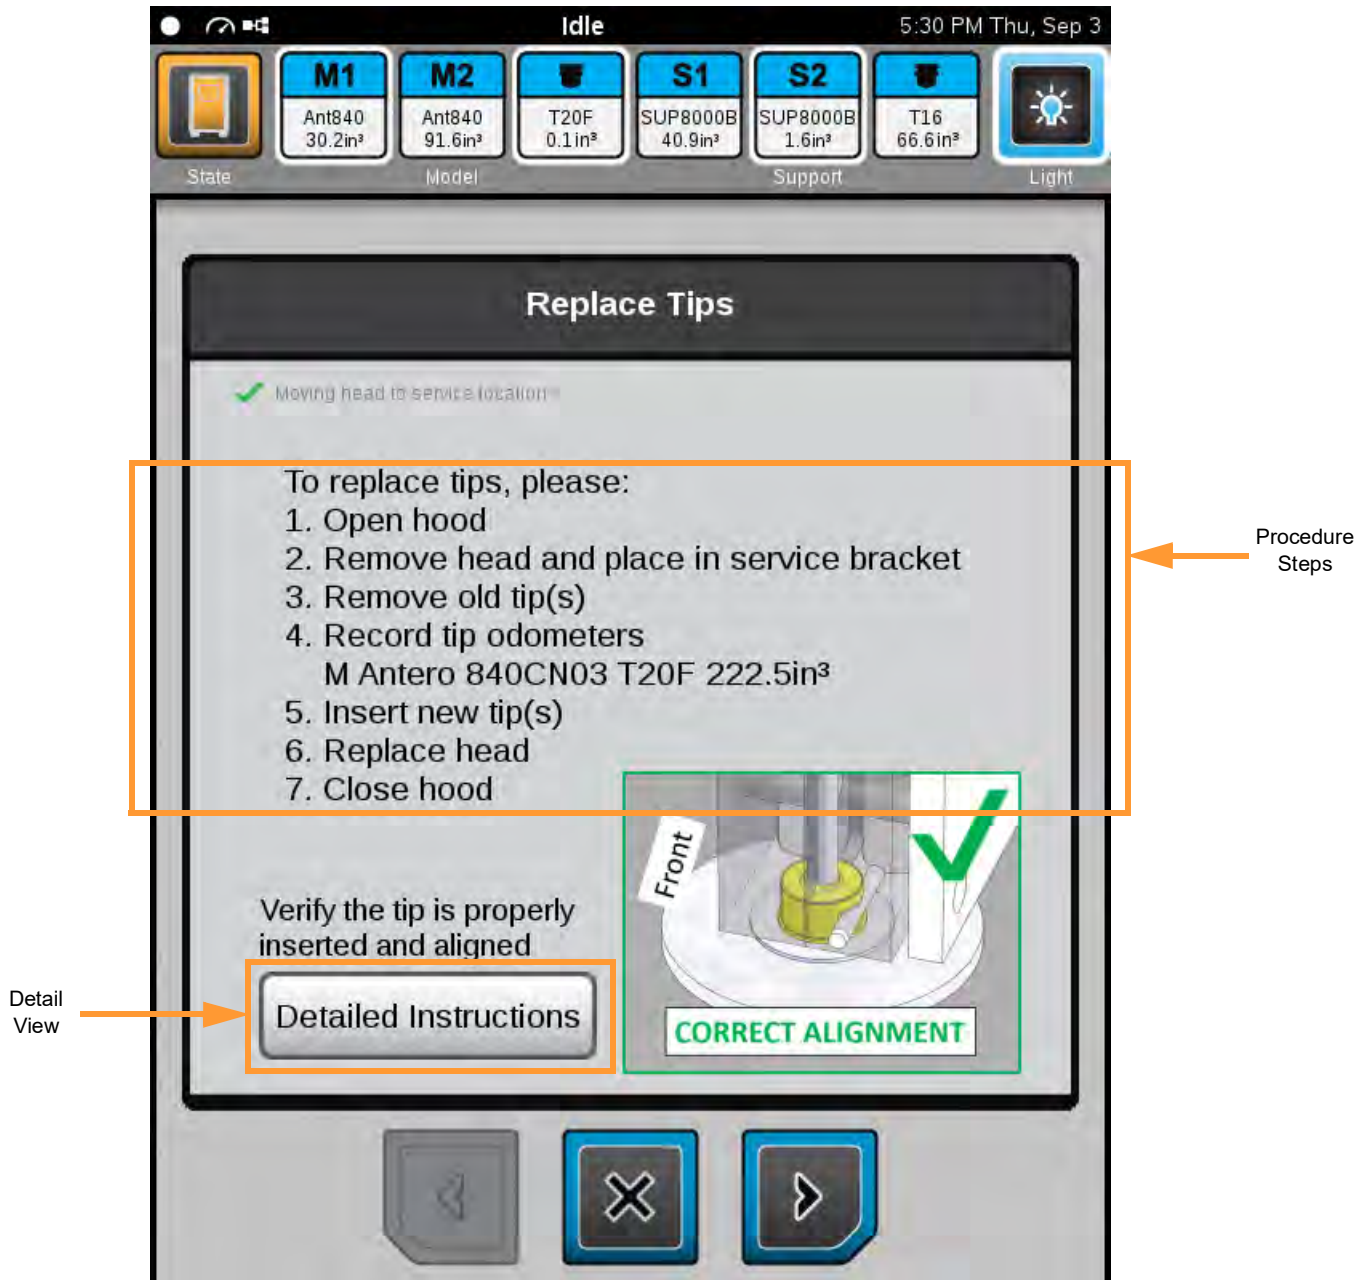 Idle
5:30 PM Thu, Sep 3
M1
Ant840
30.2in³
M2
Ant840
91.6in³
T20F
0.1in³
S1
SUP8000B
40.9in³
S2
SUP8000B
1.6in³
T16
66.6in³
State
Model
Support
Light
Replace Tips
Moving head to service location
To replace tips, please:
1. Open hood
2. Remove head and place in service bracket
3. Remove old tip(s)
4. Record tip odometers
M Antero 840CN03 T20F 222.5in³
5. Insert new tip(s)
6. Replace head
7. Close hood
Procedure
Steps
Front
Verify the tip is properly
inserted and aligned
Detail
View
Detailed Instructions
CORRECT ALIGNMENT